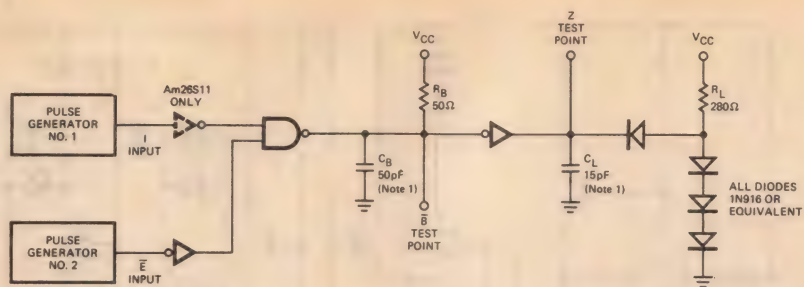 Z
TEST
POINT
VCC
VCC
Am26S11
ONLY
RB
50Ω
RL
280Ω
PULSE
GENERATOR
NO. 1
I
INPUT
CB
50pF
(Note 1)
CL
15pF
(Note 1)
ALL DIODES
1N916 OR
EQUIVALENT
B̅
TEST
POINT
PULSE
GENERATOR
NO. 2
E̅
INPUT